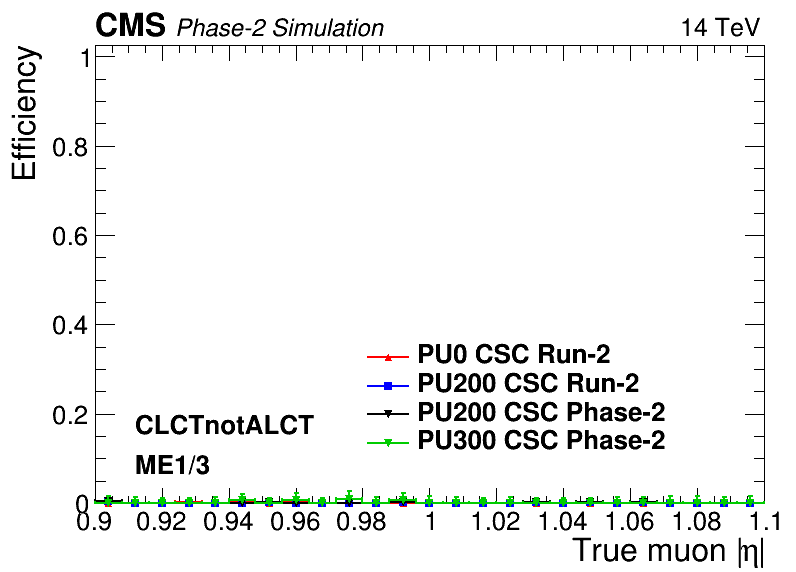 CMS Phase-2 Simulation 14 TeV
Efficiency
1
0.8
0.6
0.4
0.2
0
PU0 CSC Run-2
PU200 CSC Run-2
PU200 CSC Phase-2
PU300 CSC Phase-2
CLCTnotALCT
ME1/3
0.9 0.92 0.94 0.96 0.98 1 1.02 1.04 1.06 1.08 1.1
True muon |η|